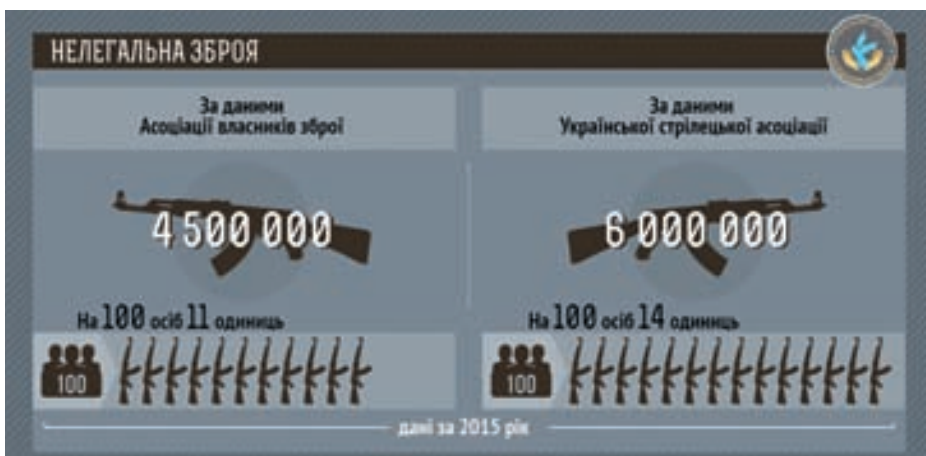 НЕЛЕГАЛЬНА ЗБРОЯ
За даними
Асоціації власників зброї
4 500 000
На 100 осіб 11 одиниць
100
За даними
Української стрілецької асоціації
6 000 000
На 100 осіб 14 одиниць
100
дані за 2015 рік